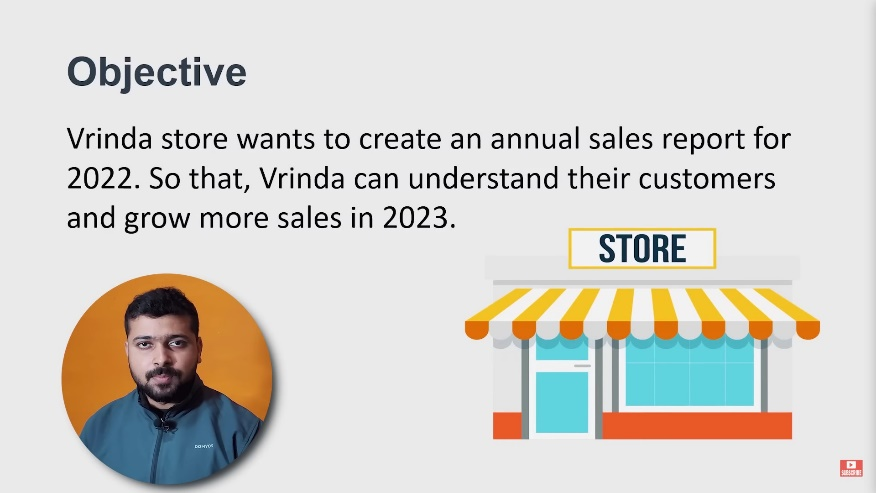 Objective
Vrinda store wants to create an annual sales report for
2022. So that, Vrinda can understand their customers
and grow more sales in 2023.
STORE
SUBSCRIBE